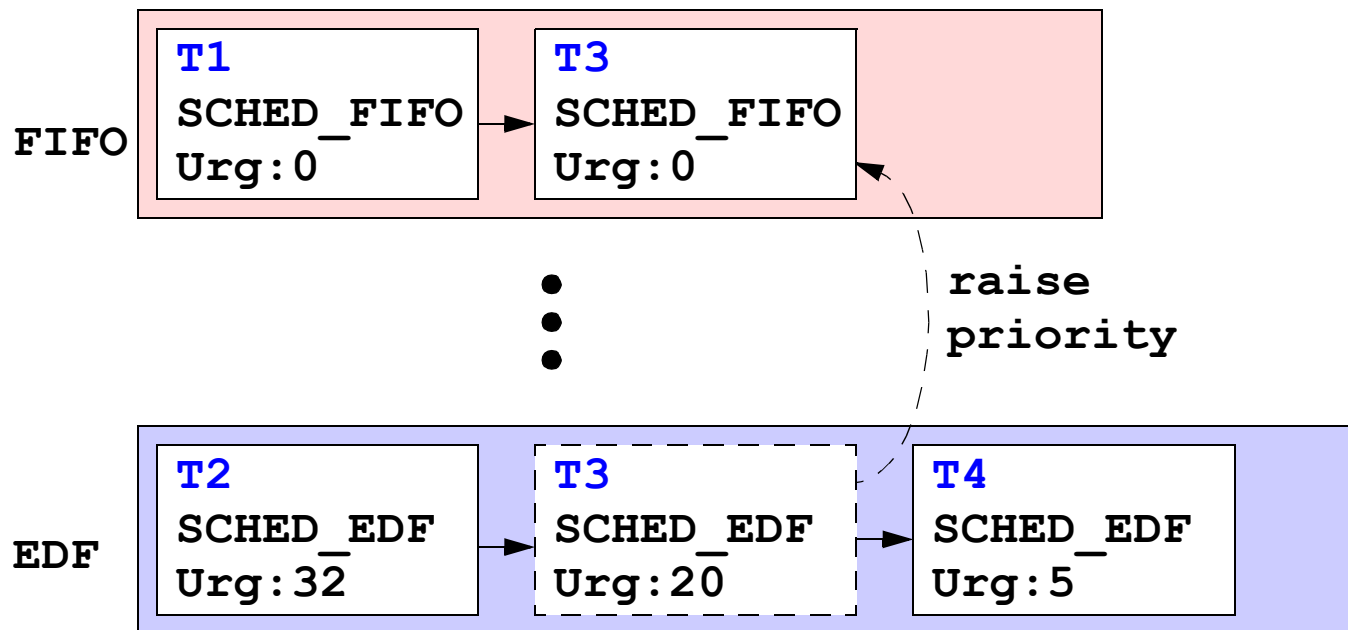 FIFO
T1
SCHED_FIFO
Urg:0
T3
SCHED_FIFO
Urg:0
raise
priority
EDF
T2
SCHED_EDF
Urg:32
T3
SCHED_EDF
Urg:20
T4
SCHED_EDF
Urg:5